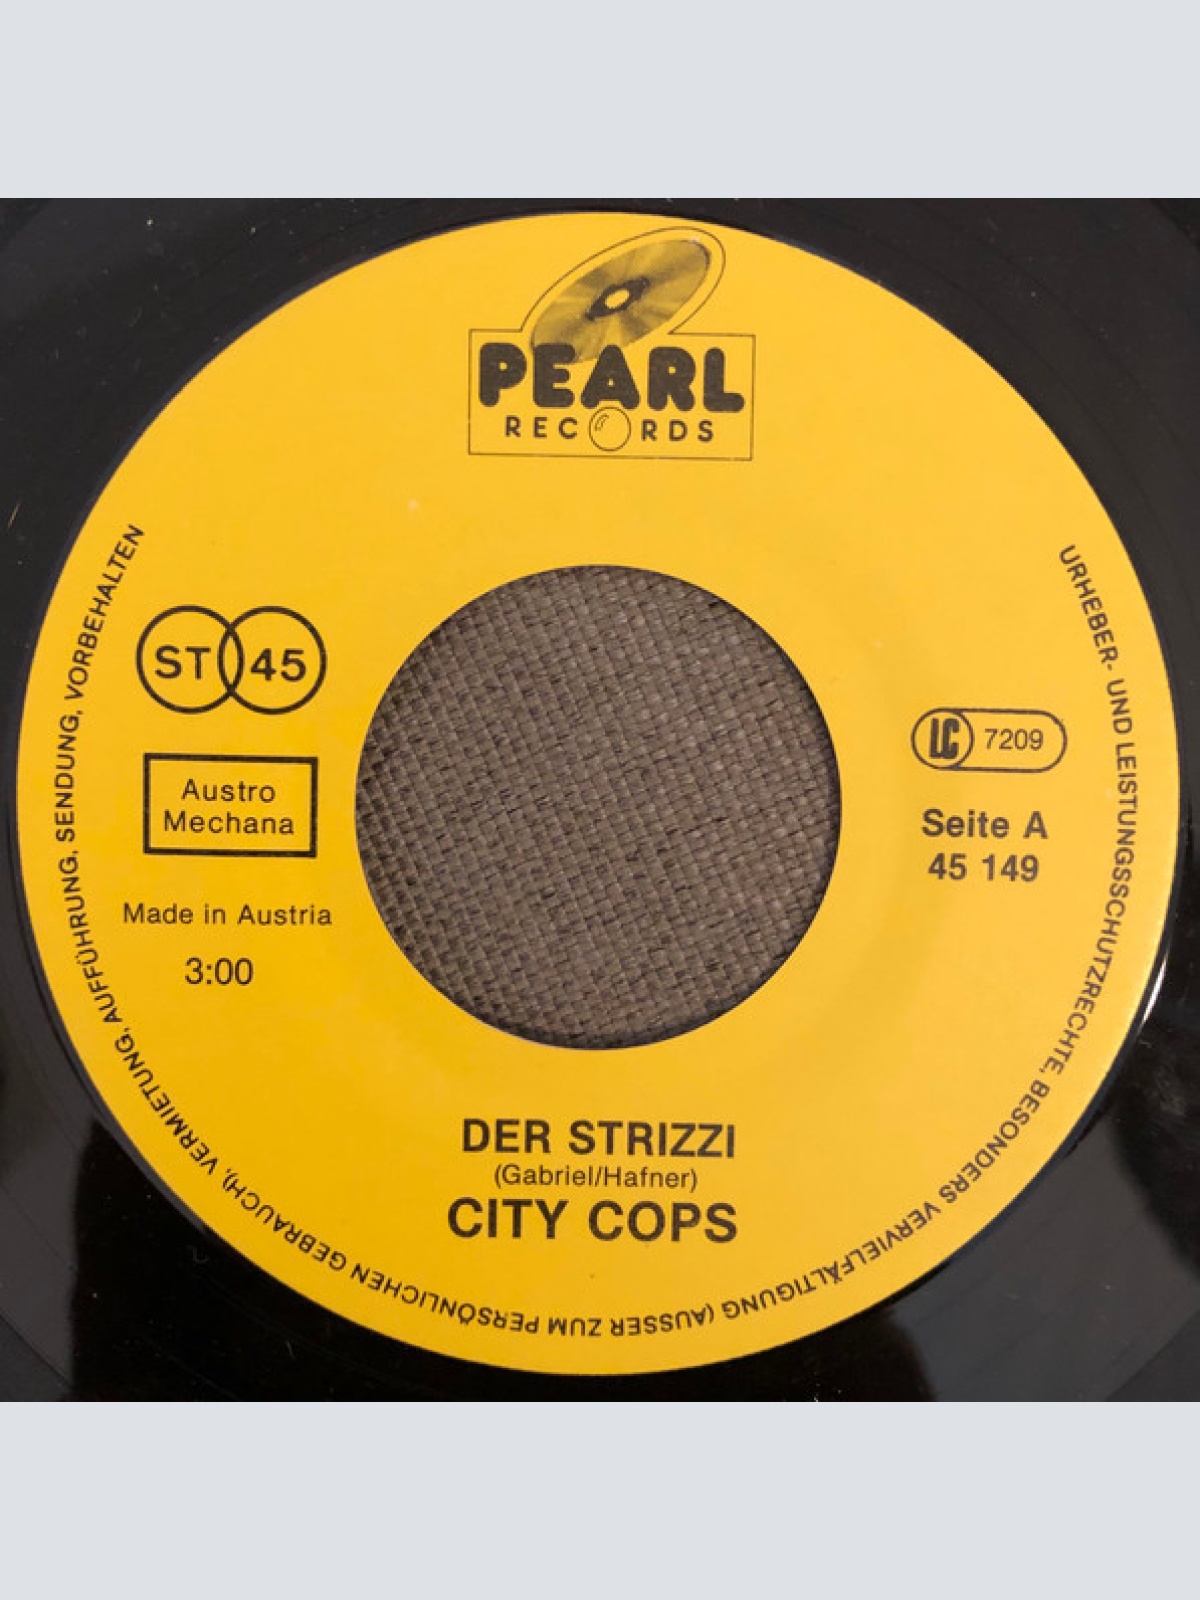 PEARL
RECORDS
ST 45
Austro
Mechana
Made in Austria
3:00
LC 7209
Seite A
45 149
DER STRIZZI
(Gabriel/Hafner)
CITY COPS
URHEBER- UND LEISTUNGSSCHUTZRECHTE, BESONDERS VERVIELFÄLTIGUNG (AUSSER ZUM PERSÖNLICHEN GEBRAUCH), VERMIETUNG, AUFFÜHRUNG, SENDUNG, VORBEHALTEN